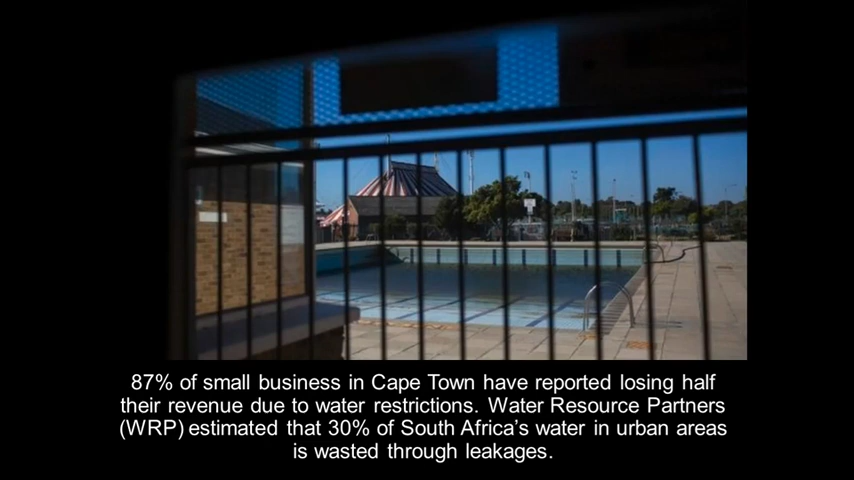 87% of small business in Cape Town have reported losing half
their revenue due to water restrictions. Water Resource Partners
(WRP) estimated that 30% of South Africa's water in urban areas
is wasted through leakages.